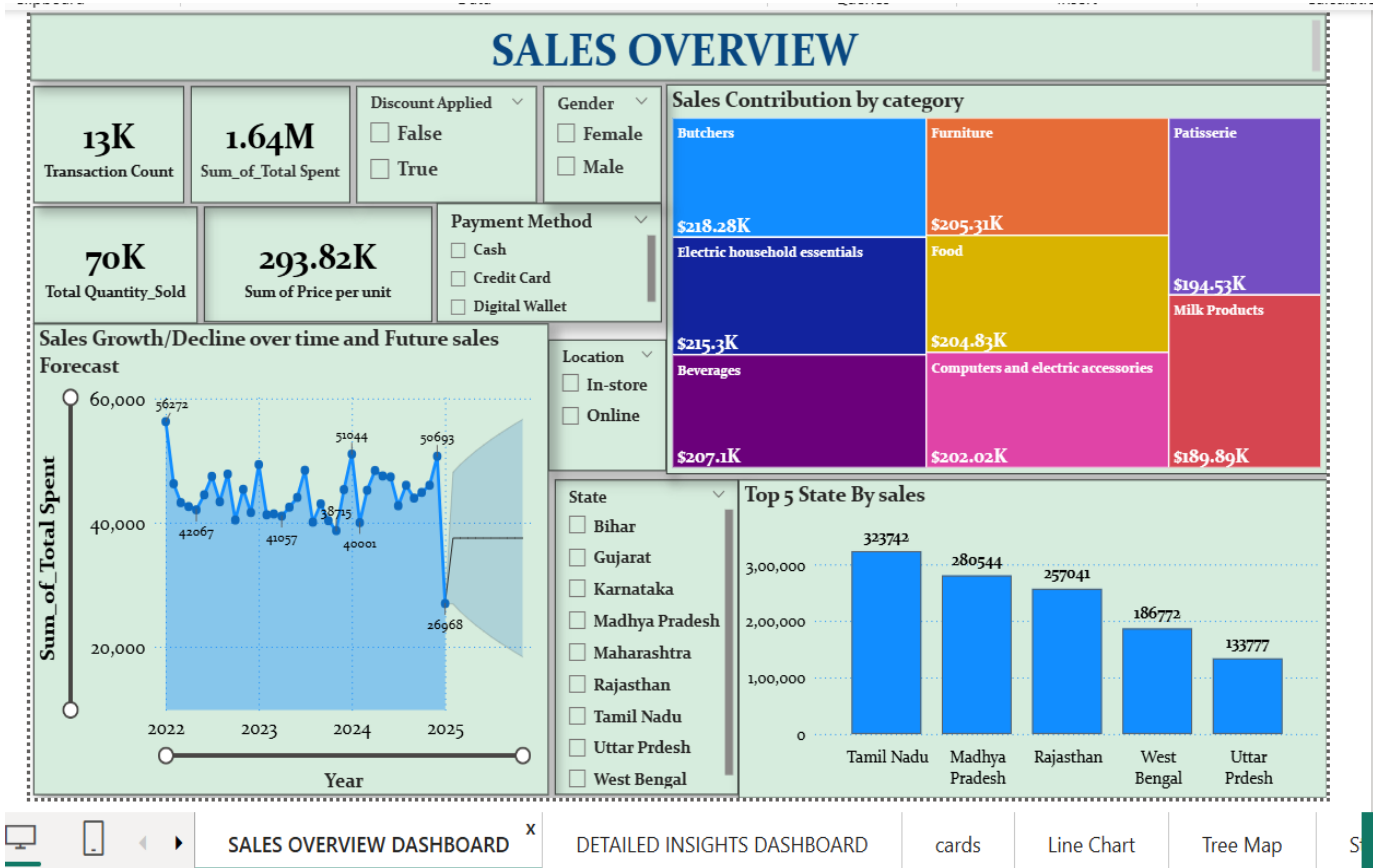 SALES OVERVIEW
13K
Transaction Count
1.64M
Sum_of_Total Spent
Discount Applied
False
True
Gender
Female
Male
70K
Total Quantity_Sold
293.82K
Sum of Price per unit
Payment Method
Cash
Credit Card
Digital Wallet
Sales Contribution by category
Butchers
$218.28K
Electric household essentials
$215.3K
Beverages
$207.1K
Furniture
$205.31K
Food
$204.83K
Computers and electric accessories
$202.02K
Patisserie
$194.53K
Milk Products
$189.89K
Sales Growth/Decline over time and Future sales
Forecast
Sum_of_Total Spent
60,000
40,000
20,000
56272
42067
41057
38715
51044
40001
50693
26968
2022
2023
2024
2025
Year
Location
In-store
Online
State
Bihar
Gujarat
Karnataka
Madhya Pradesh
Maharashtra
Rajasthan
Tamil Nadu
Uttar Prdesh
West Bengal
Top 5 State By sales
3,00,000
2,00,000
1,00,000
0
323742
280544
257041
186772
133777
Tamil Nadu
Madhya
Pradesh
Rajasthan
West
Bengal
Uttar
Prdesh
SALES OVERVIEW DASHBOARD
X
DETAILED INSIGHTS DASHBOARD
cards
Line Chart
Tree Map